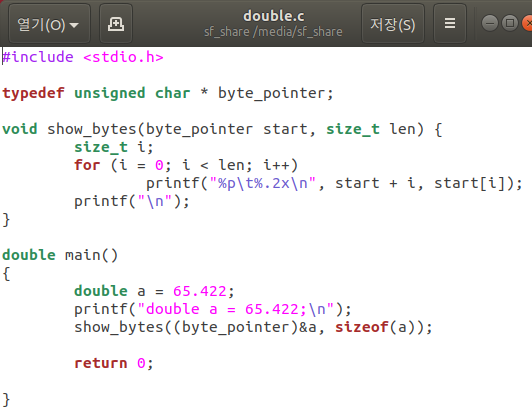 열기(O)
double.c
sf_share /media/sf_share
저장(S)
#include <stdio.h>

typedef unsigned char * byte_pointer;

void show_bytes(byte_pointer start, size_t len) {
        size_t i;
        for (i = 0; i < len; i++)
                printf("%p\t%.2x\n", start + i, start[i]);
        printf("\n");
}

double main()
{
        double a = 65.422;
        printf("double a = 65.422;\n");
        show_bytes((byte_pointer)&a, sizeof(a));

        return 0;

}